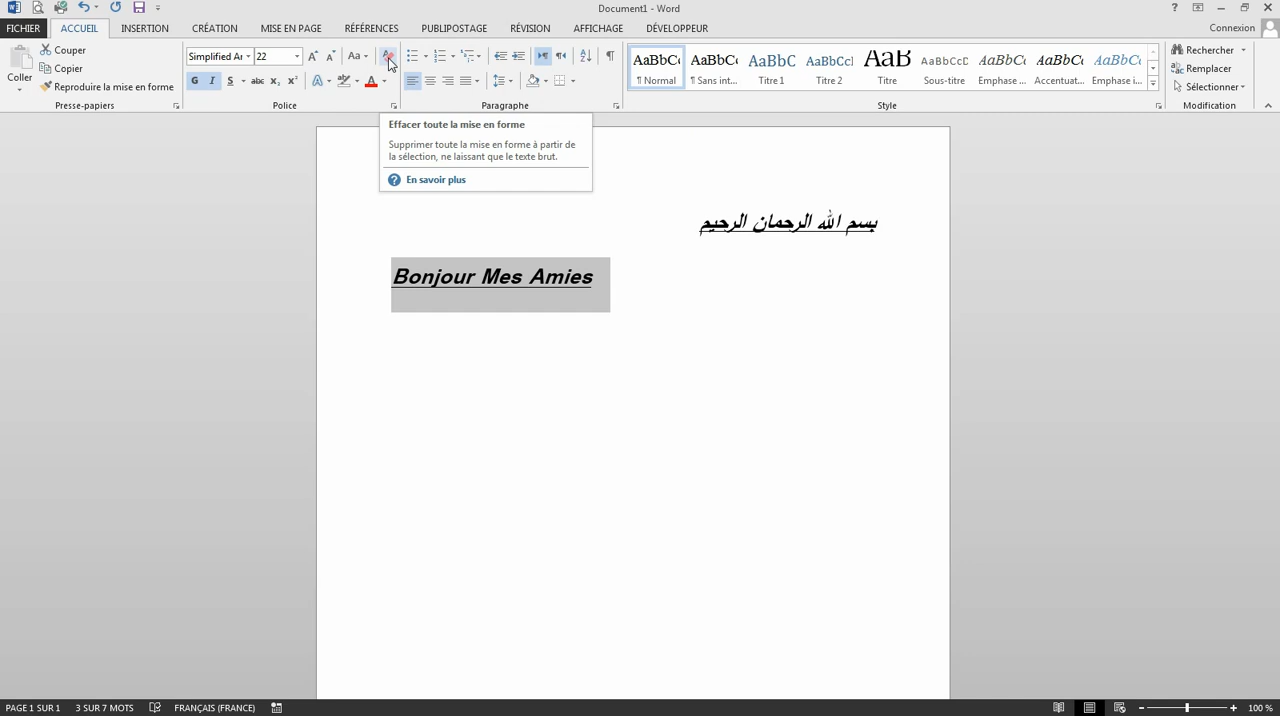 Document1 - Word
FICHIER ACCUEIL INSERTION CRÉATION MISE EN PAGE RÉFÉRENCES PUBLIPOSTAGE RÉVISION AFFICHAGE DÉVELOPPEUR Connexion
Coller
Couper
Copier
Reproduire la mise en forme
Presse-papiers
Simplified Ar 22 Aa
G I S abc x₂ x² A A
Police
Paragraphe
AaBbCc AaBbCc AaBbC AaBbCc AaB AaBbCcD AaBbCc AaBbCc AaBbCc
¶ Normal ¶ Sans int... Titre 1 Titre 2 Titre Sous-titre Emphase ... Accentuat... Emphase i...
Style
Rechercher
Remplacer
Sélectionner
Modification
Effacer toute la mise en forme
Supprimer toute la mise en forme à partir de
la sélection, ne laissant que le texte brut.
En savoir plus
بسم الله الرحمان الرحيم
Bonjour Mes Amies
PAGE 1 SUR 1 3 SUR 7 MOTS FRANÇAIS (FRANCE) 100 %